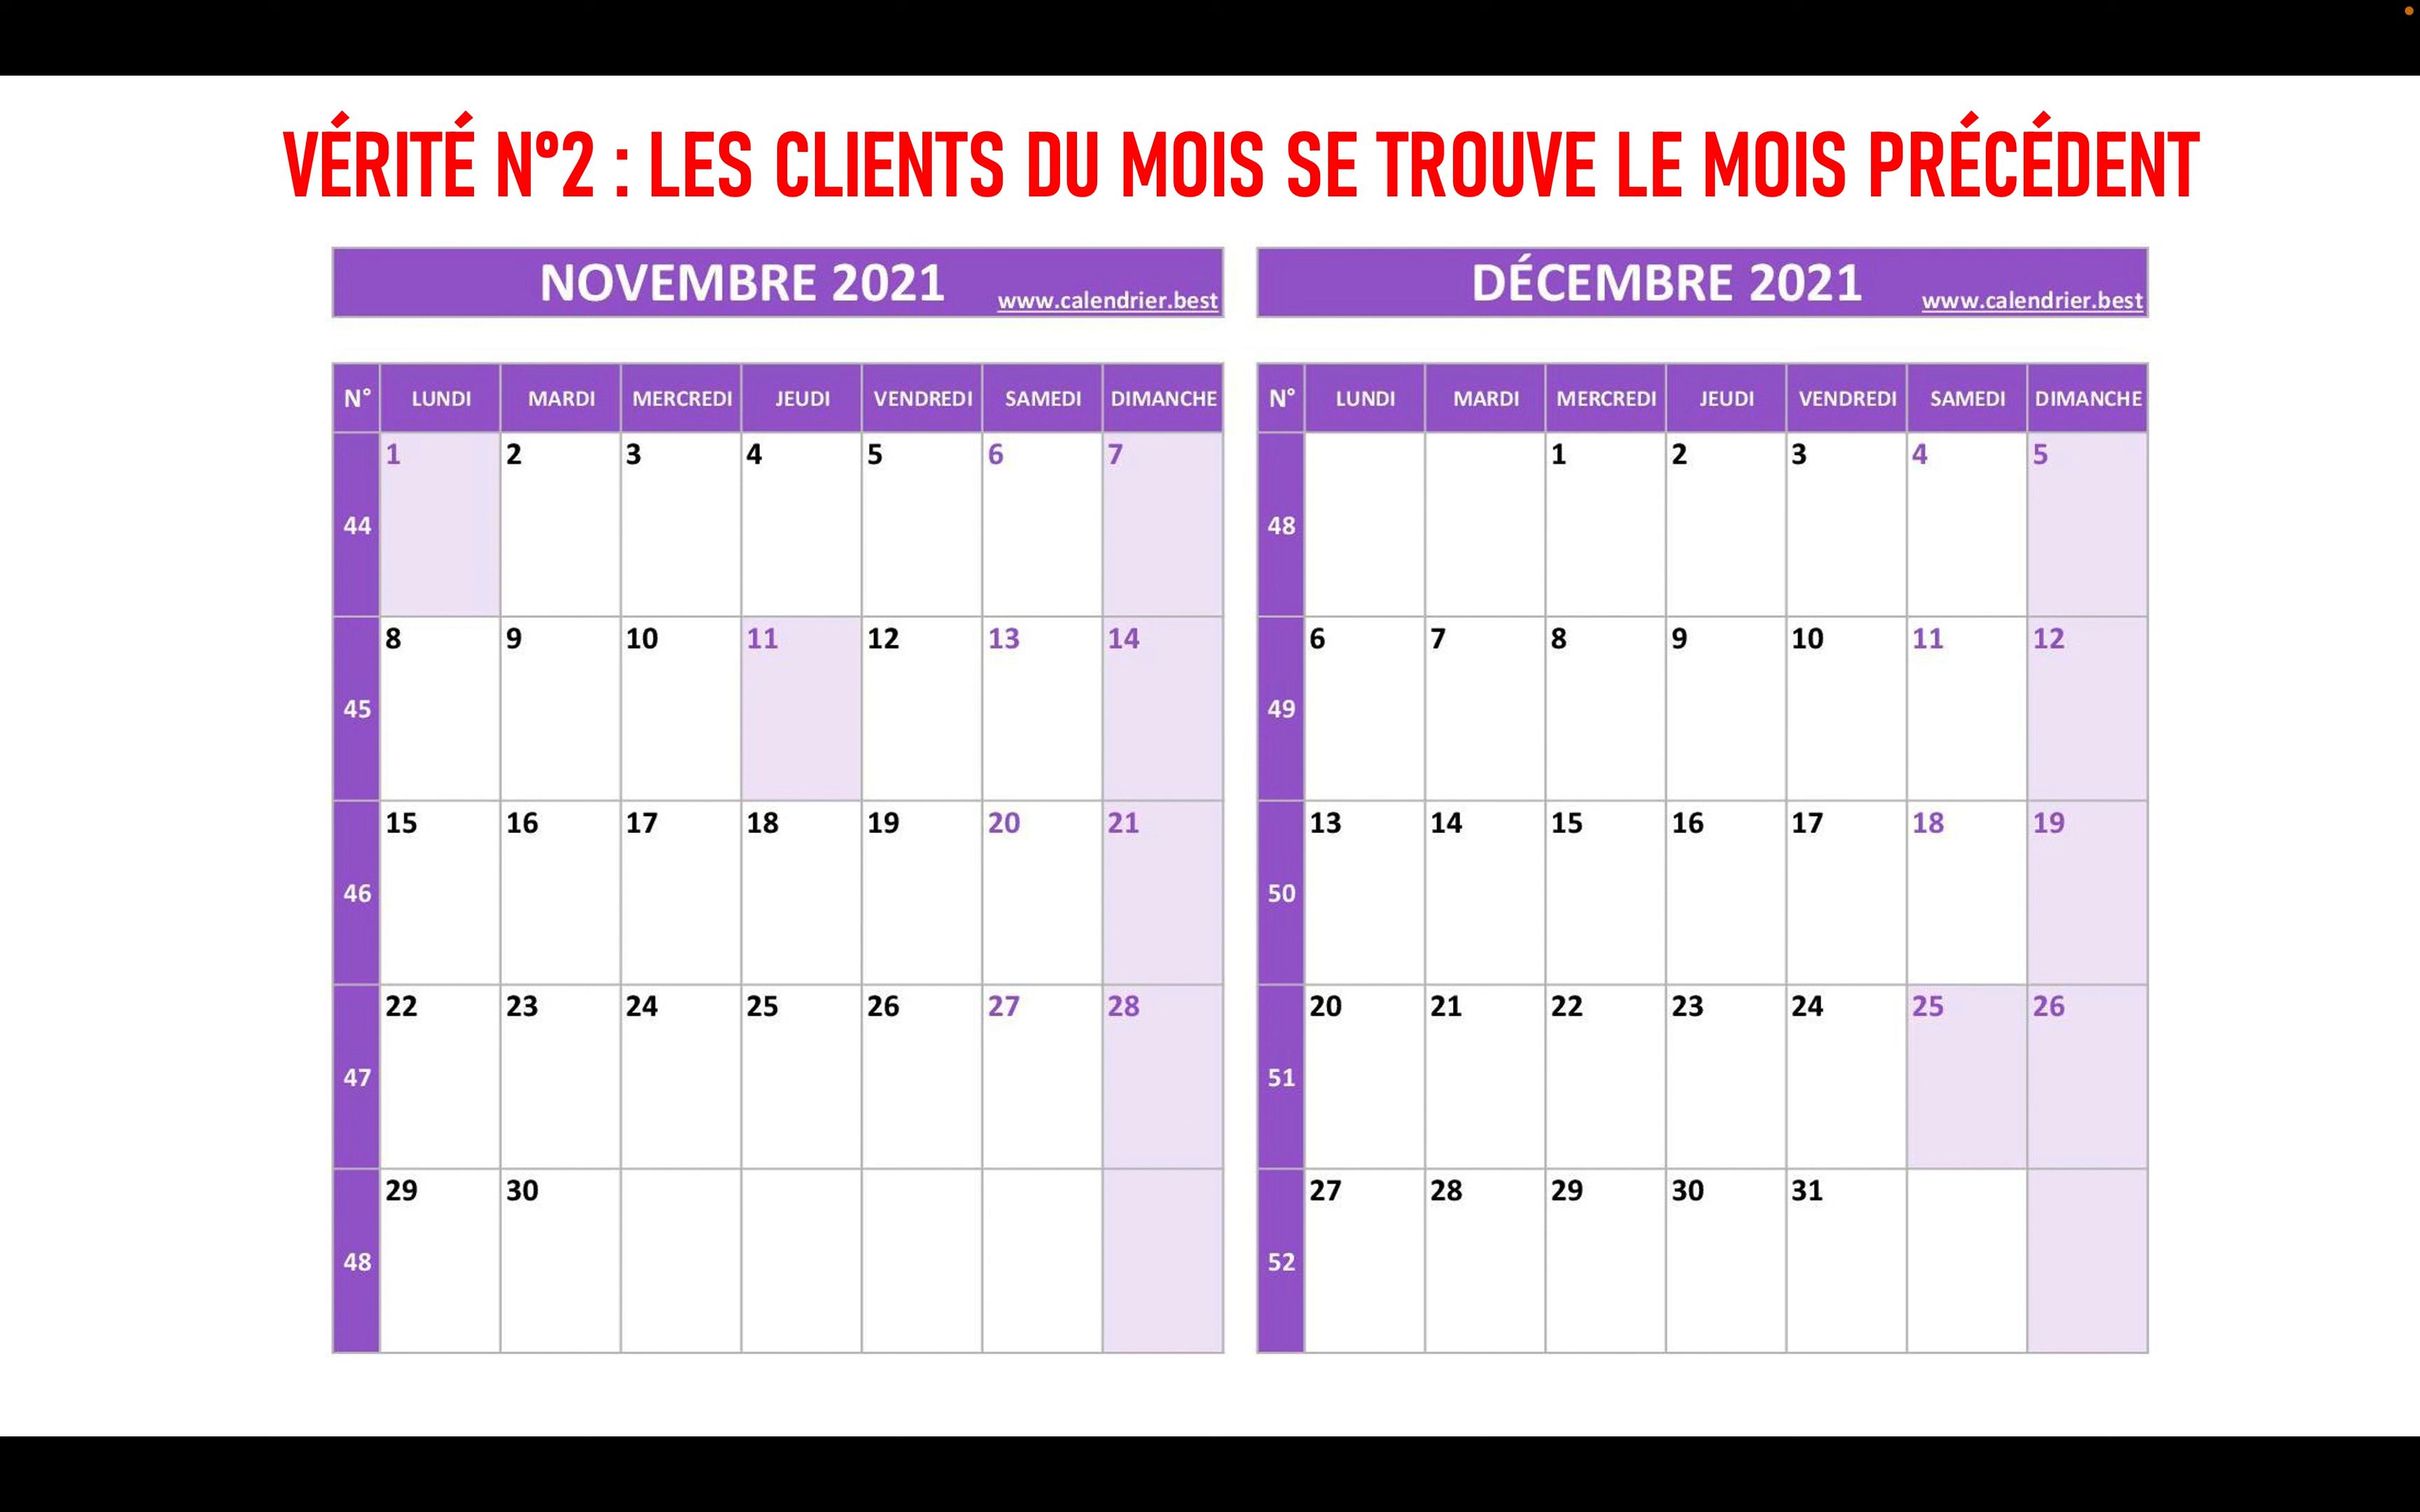 VÉRITÉ Nº2 : LES CLIENTS DU MOIS SE TROUVE LE MOIS PRÉCÉDENT
NOVEMBRE 2021 www.calendrier.best
N° LUNDI MARDI MERCREDI JEUDI VENDREDI SAMEDI DIMANCHE
1 2 3 4 5 6 7
44
8 9 10 11 12 13 14
45
15 16 17 18 19 20 21
46
22 23 24 25 26 27 28
47
29 30
48
DÉCEMBRE 2021 www.calendrier.best
N° LUNDI MARDI MERCREDI JEUDI VENDREDI SAMEDI DIMANCHE
1 2 3 4 5
48
6 7 8 9 10 11 12
49
13 14 15 16 17 18 19
50
20 21 22 23 24 25 26
51
27 28 29 30 31
52